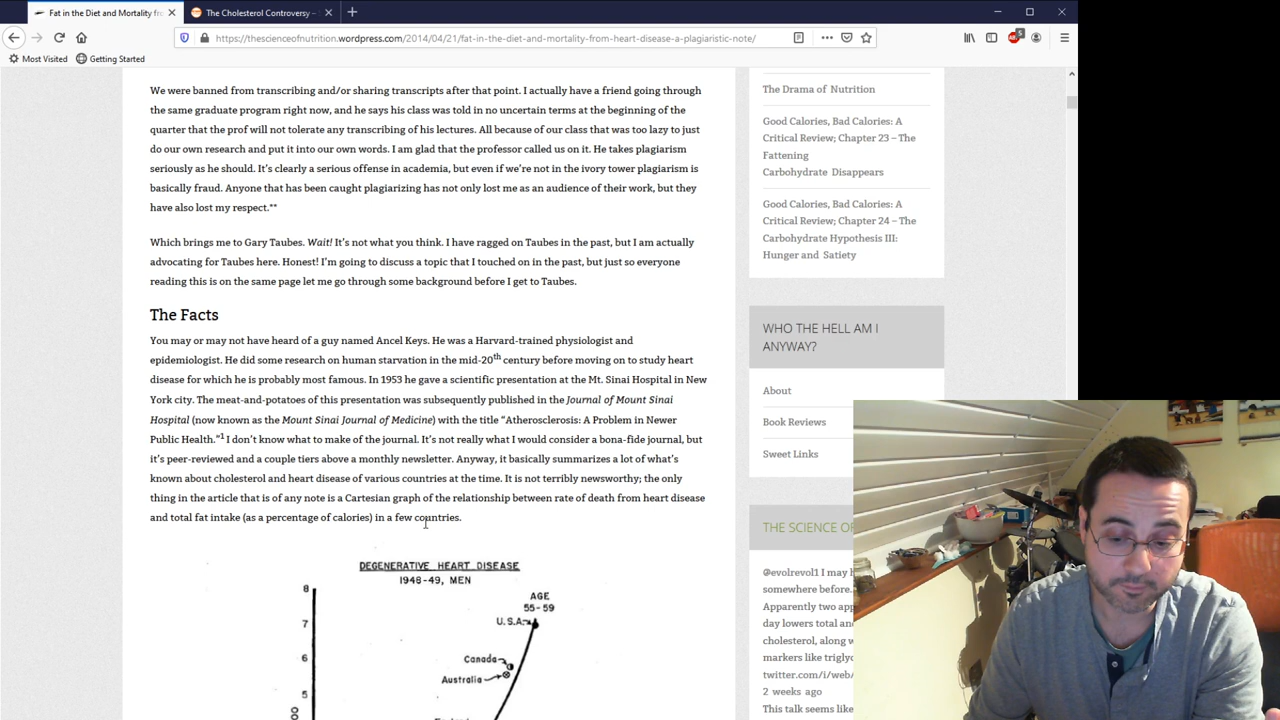 Fat in the Diet and Mortality fro
The Cholesterol Controversy –
https://thescienceofnutrition.wordpress.com/2014/04/21/fat-in-the-diet-and-mortality-from-heart-disease-a-plagiaristic-note/
Most Visited
Getting Started
We were banned from transcribing and/or sharing transcripts after that point. I actually have a friend going through
the same graduate program right now, and he says his class was told in no uncertain terms at the beginning of the
quarter that the prof will not tolerate any transcribing of his lectures. All because of our class that was too lazy to just
do our own research and put it into our own words. I am glad that the professor called us on it. He takes plagiarism
seriously as he should. It's clearly a serious offense in academia, but even if we're not in the ivory tower plagiarism is
basically fraud. Anyone that has been caught plagiarizing has not only lost me as an audience of their work, but they
have also lost my respect.**
Which brings me to Gary Taubes. Wait! It's not what you think. I have ragged on Taubes in the past, but I am actually
advocating for Taubes here. Honest! I'm going to discuss a topic that I touched on in the past, but just so everyone
reading this is on the same page let me go through some background before I get to Taubes.
The Facts
You may or may not have heard of a guy named Ancel Keys. He was a Harvard-trained physiologist and
epidemiologist. He did some research on human starvation in the mid-20th century before moving on to study heart
disease for which he is probably most famous. In 1953 he gave a scientific presentation at the Mt. Sinai Hospital in New
York city. The meat-and-potatoes of this presentation was subsequently published in the Journal of Mount Sinai
Hospital (now known as the Mount Sinai Journal of Medicine) with the title "Atherosclerosis: A Problem in Newer
Public Health."1 I don't know what to make of the journal. It's not really what I would consider a bona-fide journal, but
it's peer-reviewed and a couple tiers above a monthly newsletter. Anyway, it basically summarizes a lot of what's
known about cholesterol and heart disease of various countries at the time. It is not terribly newsworthy; the only
thing in the article that is of any note is a Cartesian graph of the relationship between rate of death from heart disease
and total fat intake (as a percentage of calories) in a few countries.
DEGENERATIVE HEART DISEASE
1948-49, MEN
8
AGE
55-59
7
U.S.A.
6
Canada
Australia
5
The Drama of Nutrition
Good Calories, Bad Calories: A
Critical Review; Chapter 23 – The
Fattening
Carbohydrate Disappears
Good Calories, Bad Calories: A
Critical Review; Chapter 24 – The
Carbohydrate Hypothesis III:
Hunger and Satiety
WHO THE HELL AM I
ANYWAY?
About
Book Reviews
Sweet Links
THE SCIENCE OF
@evolrevol1 I may h
somewhere before.
Apparently two app
day lowers total and
cholesterol, along w
markers like triglyc
twitter.com/i/web/
2 weeks ago
This talk seems like